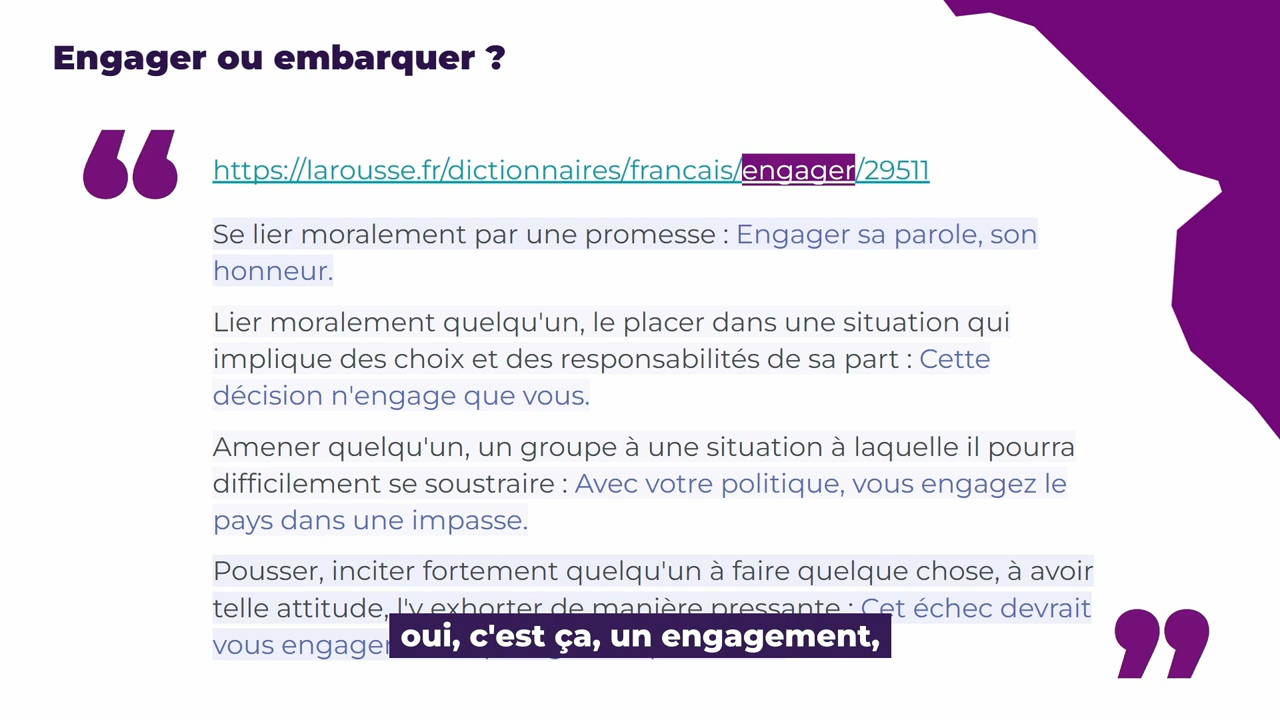 Engager ou embarquer ?
https://larousse.fr/dictionnaires/francais/engager/29511
Se lier moralement par une promesse : Engager sa parole, son
honneur.
Lier moralement quelqu'un, le placer dans une situation qui
implique des choix et des responsabilités de sa part : Cette
décision n'engage que vous.
Amener quelqu'un, un groupe à une situation à laquelle il pourra
difficilement se soustraire : Avec votre politique, vous engagez le
pays dans une impasse.
Pousser, inciter fortement quelqu'un à faire quelque chose, à avoir
telle attitude, l'y exhorter de manière pressante : Cet échec devrait
vous engager
oui, c'est ça, un engagement,